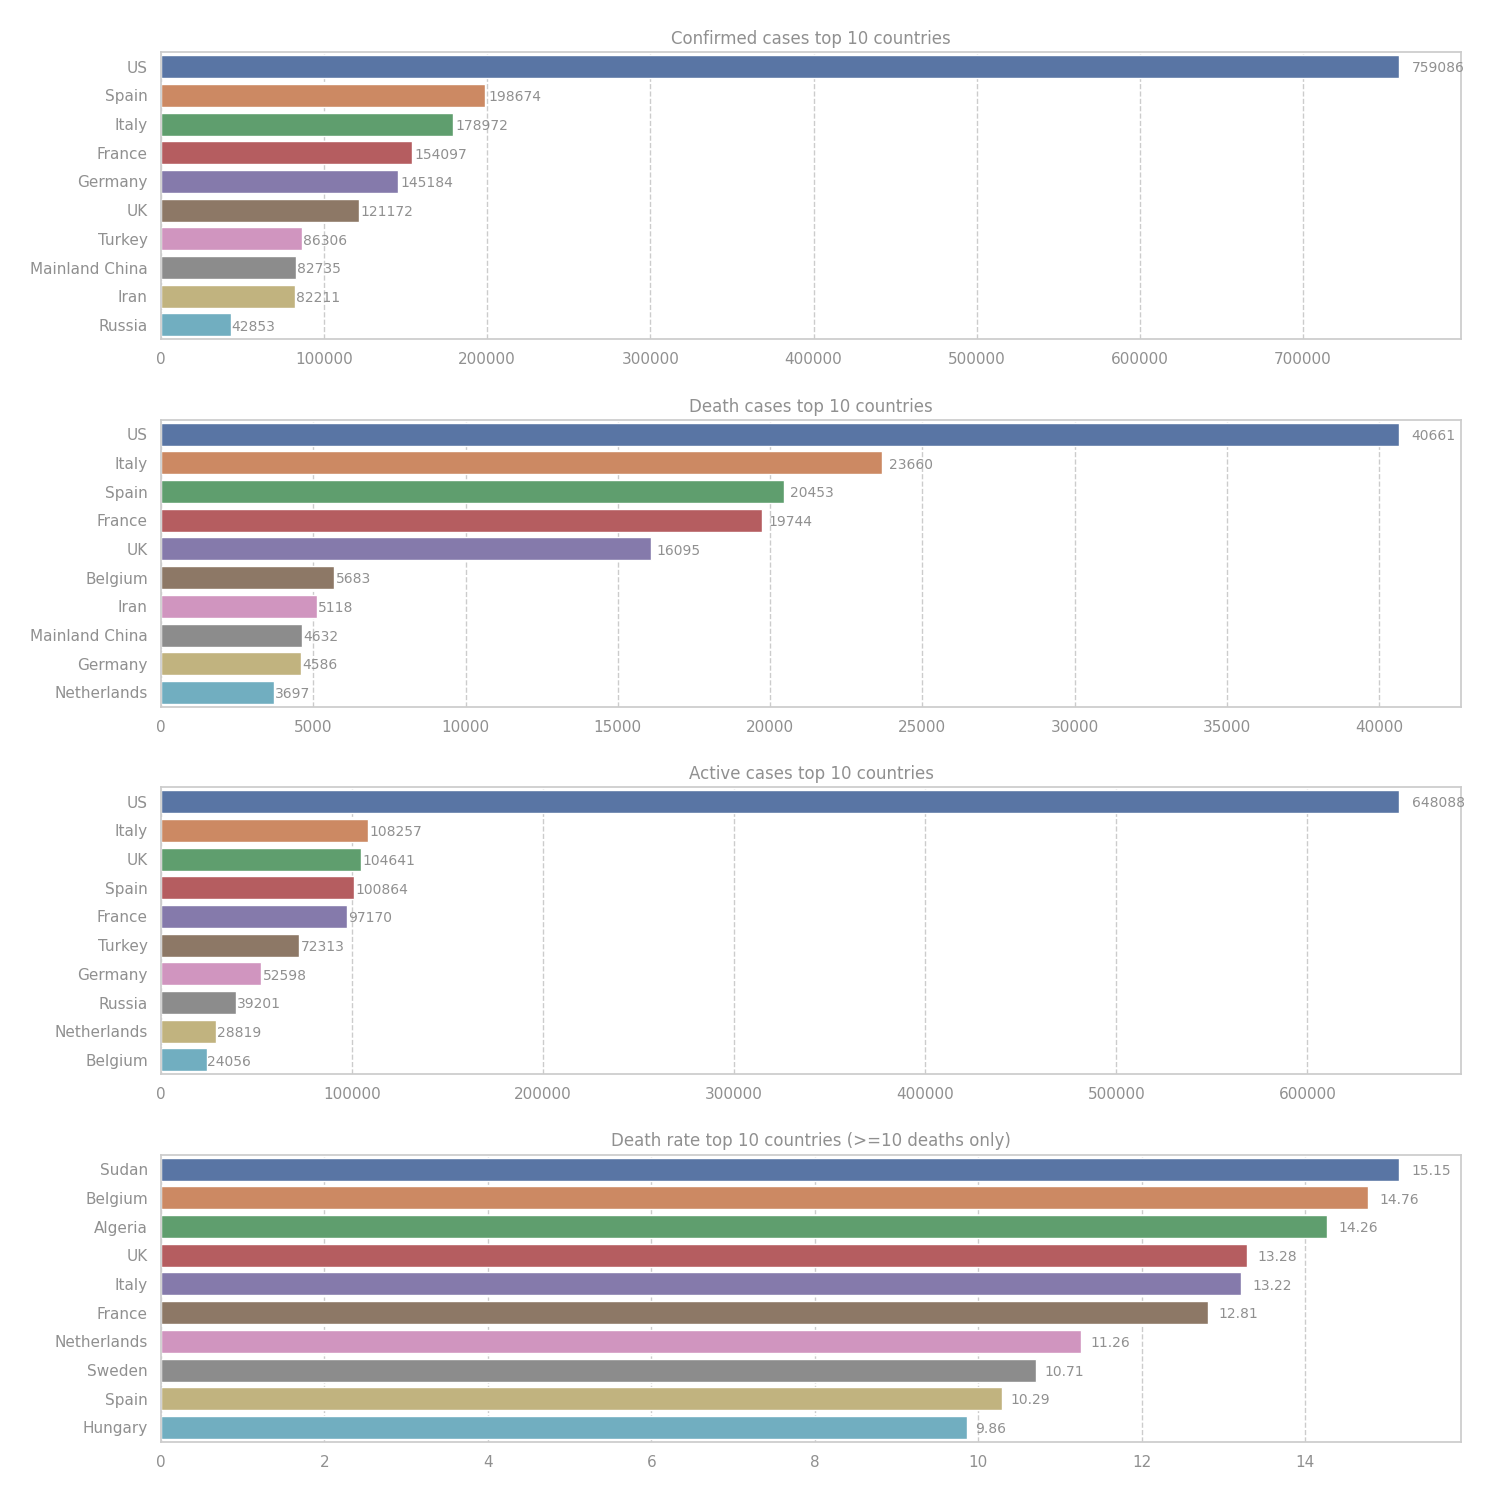 Confirmed cases top 10 countries
US 759086
Spain 198674
Italy 178972
France 154097
Germany 145184
UK 121172
Turkey 86306
Mainland China 82735
Iran 82211
Russia 42853
0 100000 200000 300000 400000 500000 600000 700000
Death cases top 10 countries
US 40661
Italy 23660
Spain 20453
France 19744
UK 16095
Belgium 5683
Iran 5118
Mainland China 4632
Germany 4586
Netherlands 3697
0 5000 10000 15000 20000 25000 30000 35000 40000
Active cases top 10 countries
US 648088
Italy 108257
UK 104641
Spain 100864
France 97170
Turkey 72313
Germany 52598
Russia 39201
Netherlands 28819
Belgium 24056
0 100000 200000 300000 400000 500000 600000
Death rate top 10 countries (>=10 deaths only)
Sudan 15.15
Belgium 14.76
Algeria 14.26
UK 13.28
Italy 13.22
France 12.81
Netherlands 11.26
Sweden 10.71
Spain 10.29
Hungary 9.86
0 2 4 6 8 10 12 14